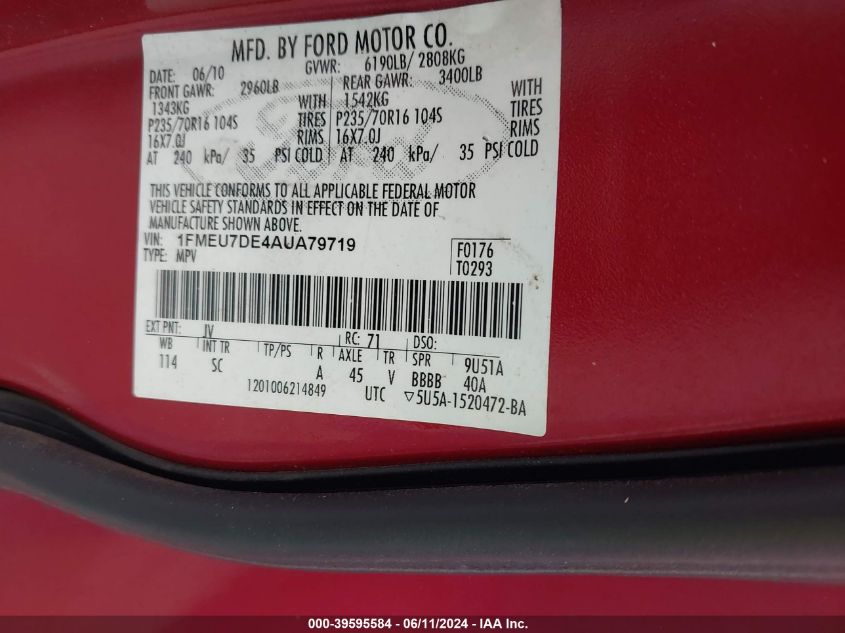 MFD. BY FORD MOTOR CO.
DATE: 06/10 GVWR: 6190LB/ 2808KG
FRONT GAWR: 2960LB REAR GAWR: 3400LB
1343KG WITH 1542KG WITH
P235/70R16 104S TIRES P235/70R16 104S TIRES
16X7.0J RIMS 16X7.0J RIMS
AT 240 kPa/ 35 PSI COLD AT 240 kPa/ 35 PSI COLD
THIS VEHICLE CONFORMS TO ALL APPLICABLE FEDERAL MOTOR
VEHICLE SAFETY STANDARDS IN EFFECT ON THE DATE OF
MANUFACTURE SHOWN ABOVE.
VIN: 1FMEU7DE4AUA79719 F0176
TYPE: MPV T0293
EXT PNT: JV RC: 71 DSO:
WB INT TR TP/PS R AXLE TR SPR 9U51A
114 SC A 45 V BBBB 40A
1201006214849 UTC ▽5U5A-1520472-BA
Ford
000-39595584 - 06/11/2024 - IAA Inc.